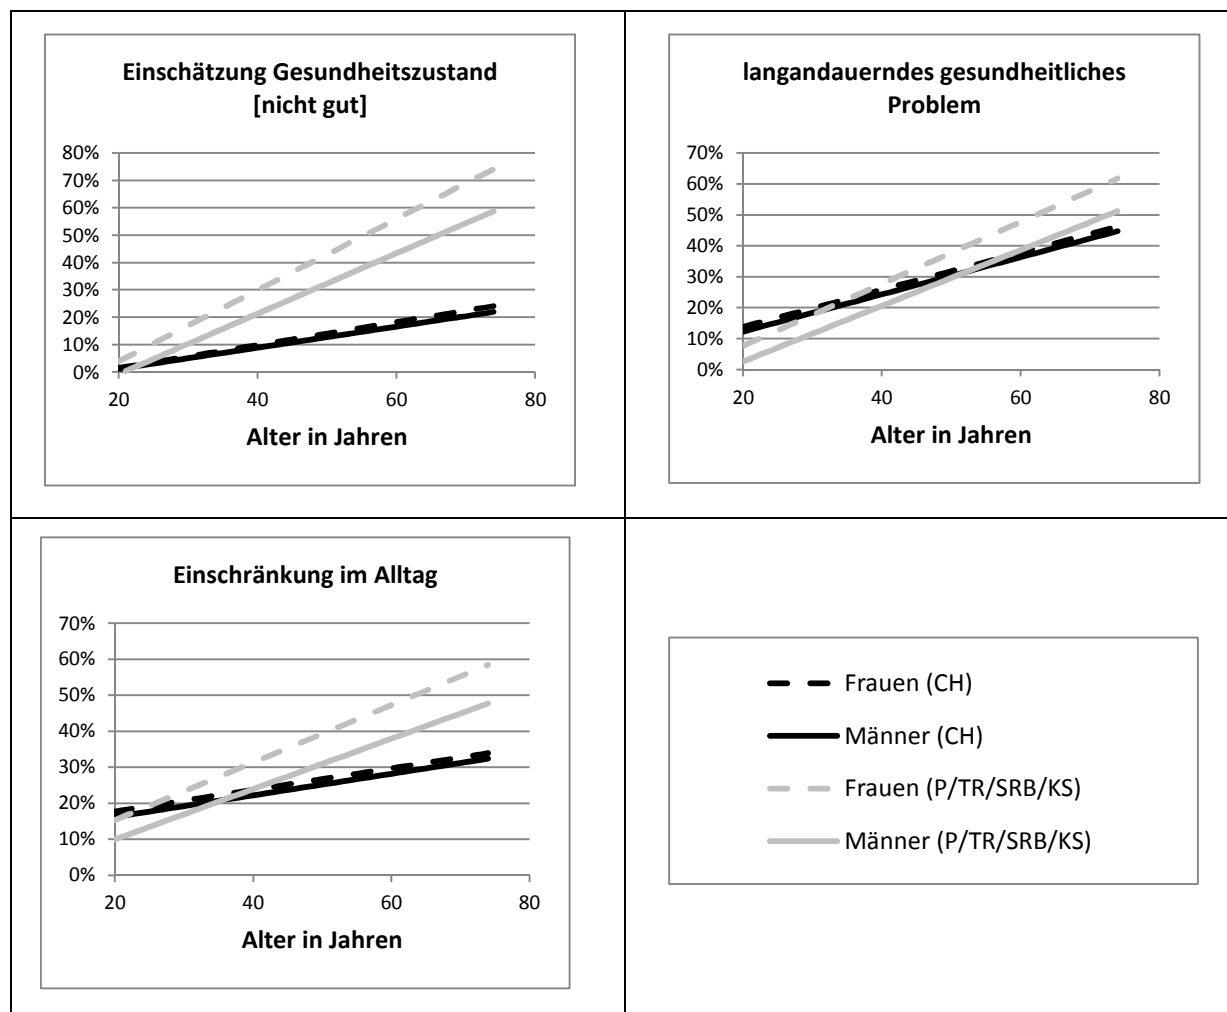 Einschätzung Gesundheitszustand
[nicht gut]
80%
70%
60%
50%
40%
30%
20%
10%
0%
20 40 60 80
Alter in Jahren
langandauerndes gesundheitliches
Problem
70%
60%
50%
40%
30%
20%
10%
0%
20 40 60 80
Alter in Jahren
Einschränkung im Alltag
70%
60%
50%
40%
30%
20%
10%
0%
20 40 60 80
Alter in Jahren
Frauen (CH)
Männer (CH)
Frauen (P/TR/SRB/KS)
Männer (P/TR/SRB/KS)